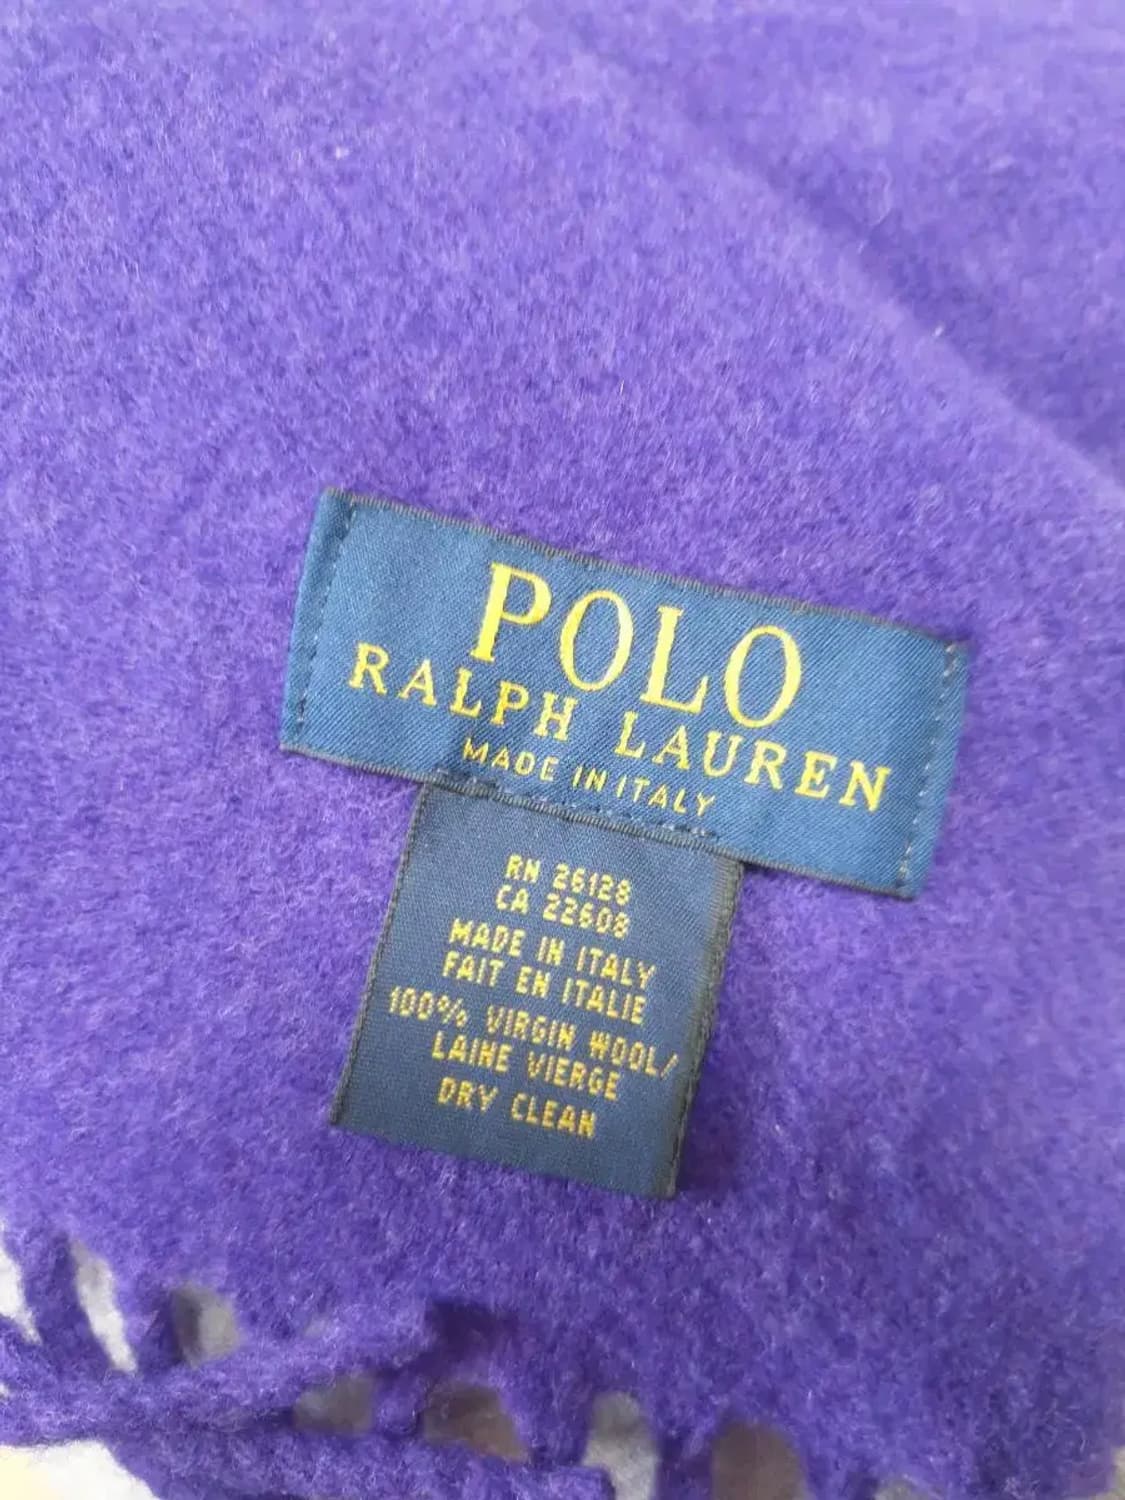 POLO
RALPH LAUREN
MADE IN ITALY
RN 26128
CA 22608
MADE IN ITALY
FAIT EN ITALIE
100% VIRGIN WOOL/
LAINE VIERGE
DRY CLEAN